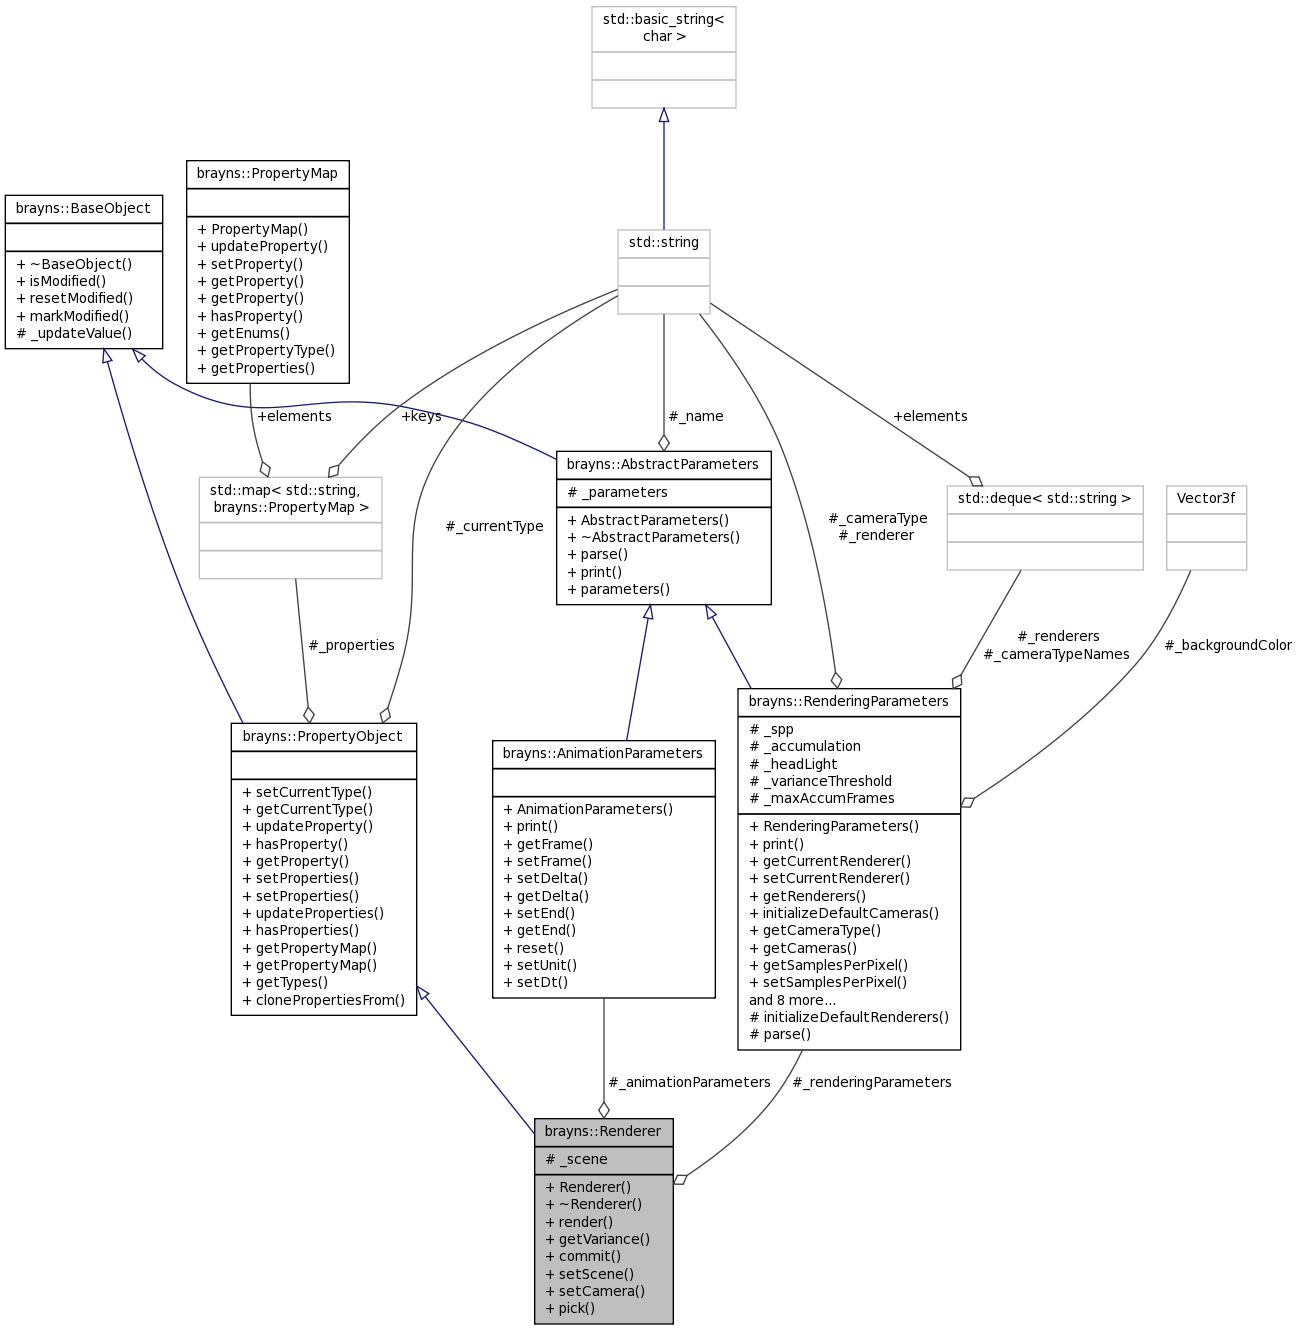 std::basic_string<
char >
brayns::PropertyMap
+ PropertyMap()
+ updateProperty()
+ setProperty()
+ getProperty()
+ getProperty()
+ hasProperty()
+ getEnums()
+ getPropertyType()
+ getProperties()
brayns::BaseObject
+ ~BaseObject()
+ isModified()
+ resetModified()
+ markModified()
# _updateValue()
std::string
+elements
+keys
#_name
+elements
std::map< std::string,
brayns::PropertyMap >
#_currentType
brayns::AbstractParameters
# _parameters
+ AbstractParameters()
+ ~AbstractParameters()
+ parse()
+ print()
+ parameters()
#_cameraType
#_renderer
std::deque< std::string >
Vector3f
#_properties
#_renderers
#_cameraTypeNames
#_backgroundColor
brayns::PropertyObject
+ setCurrentType()
+ getCurrentType()
+ updateProperty()
+ hasProperty()
+ getProperty()
+ setProperties()
+ setProperties()
+ updateProperties()
+ hasProperties()
+ getPropertyMap()
+ getPropertyMap()
+ getTypes()
+ clonePropertiesFrom()
brayns::AnimationParameters
+ AnimationParameters()
+ print()
+ getFrame()
+ setFrame()
+ setDelta()
+ getDelta()
+ setEnd()
+ getEnd()
+ reset()
+ setUnit()
+ setDt()
brayns::RenderingParameters
# _spp
# _accumulation
# _headLight
# _varianceThreshold
# _maxAccumFrames
+ RenderingParameters()
+ print()
+ getCurrentRenderer()
+ setCurrentRenderer()
+ getRenderers()
+ initializeDefaultCameras()
+ getCameraType()
+ getCameras()
+ getSamplesPerPixel()
+ setSamplesPerPixel()
and 8 more...
# initializeDefaultRenderers()
# parse()
#_animationParameters
#_renderingParameters
brayns::Renderer
# _scene
+ Renderer()
+ ~Renderer()
+ render()
+ getVariance()
+ commit()
+ setScene()
+ setCamera()
+ pick()